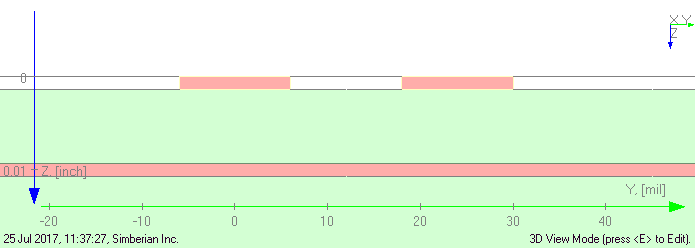 X Y
Z
0
0.01 Z, [inch]
Y, [mil]
-20 -10 0 10 20 30 40
25 Jul 2017, 11:37:27, Simberian Inc. 3D View Mode (press <E> to Edit).